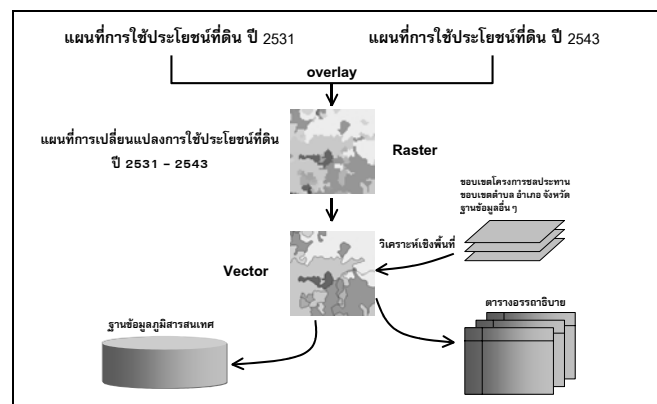 แผนที่การใช้ประโยชน์ที่ดิน ปี 2531
แผนที่การใช้ประโยชน์ที่ดิน ปี 2543
overlay
แผนที่การเปลี่ยนแปลงการใช้ประโยชน์ที่ดิน
ปี 2531 - 2543
Raster
ขอบเขตโครงการชลประทาน
ขอบเขตตำบล อำเภอ จังหวัด
ฐานข้อมูลอื่น ๆ
วิเคราะห์เชิงพื้นที่
Vector
ตารางอรรถาธิบาย
ฐานข้อมูลภูมิสารสนเทศ